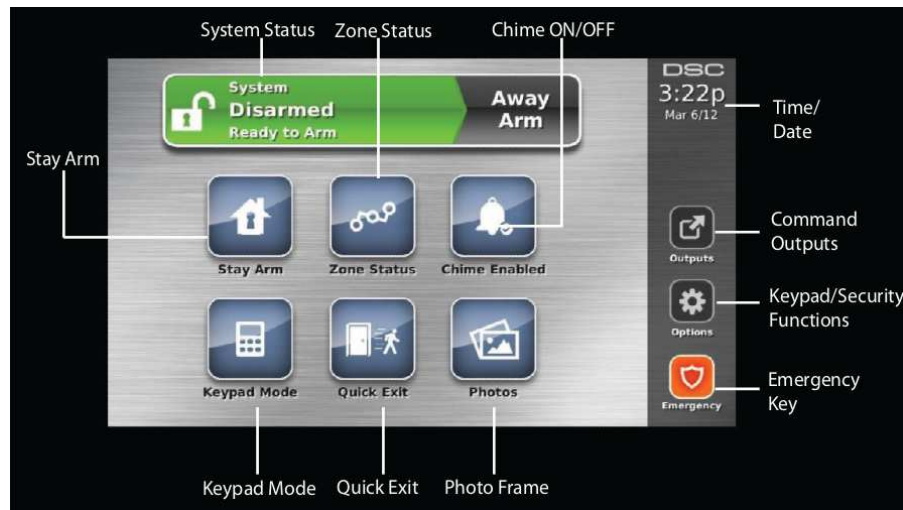 System Status
Zone Status
Chime ON/OFF
System
Disarmed
Ready to Arm
Away
Arm
DSC
3:22p
Mar 6/12
Time/
Date
Stay Arm
Stay Arm
Zone Status
Chime Enabled
Outputs
Command
Outputs
Options
Keypad/Security
Functions
Keypad Mode
Quick Exit
Photos
Emergency
Emergency
Key
Keypad Mode
Quick Exit
Photo Frame